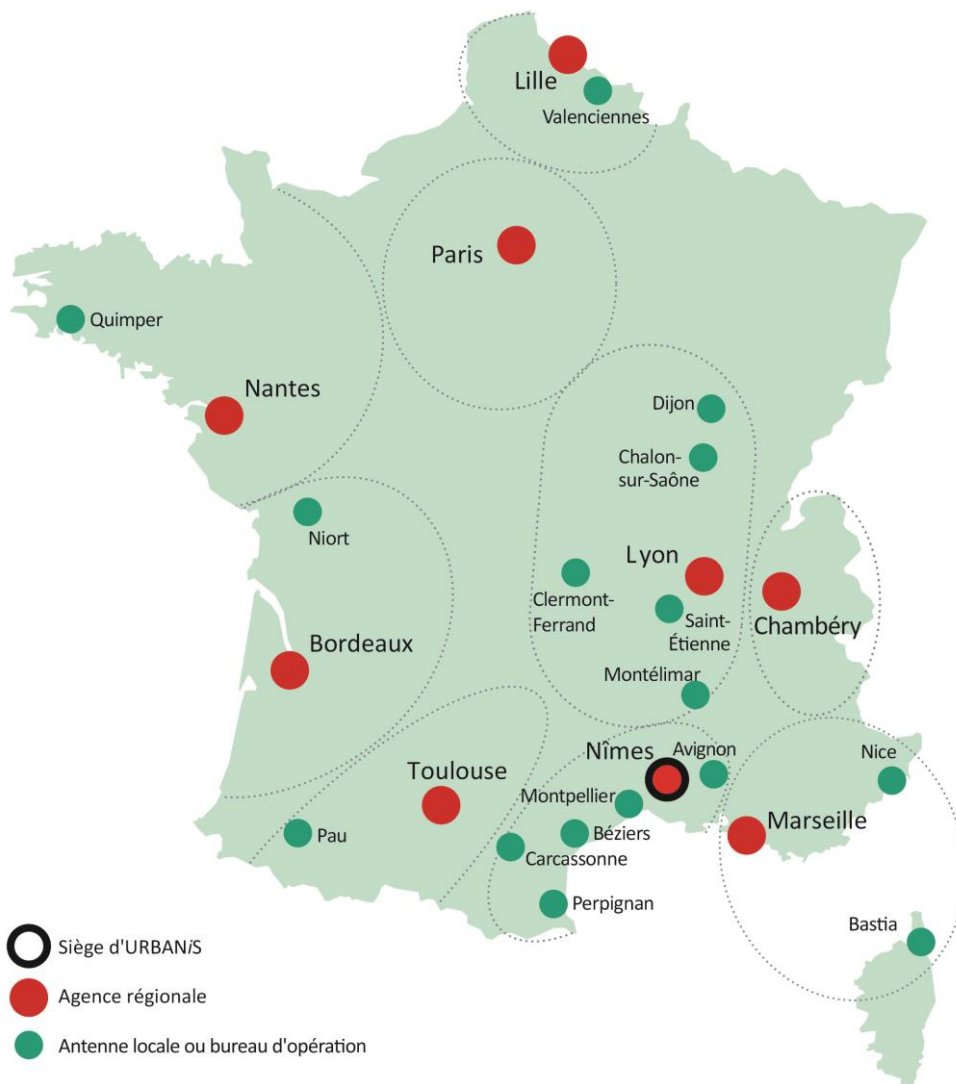 Lille
Valenciennes
Paris
Quimper
Nantes
Dijon
Chalon-
sur-Saône
Niort
Lyon
Clermont-
Ferrand
Saint-
Étienne
Chambéry
Bordeaux
Montélimar
Nîmes
Avignon
Nice
Toulouse
Montpellier
Marseille
Pau
Béziers
Carcassonne
Perpignan
Bastia
Siège d'URBANiS
Agence régionale
Antenne locale ou bureau d'opération